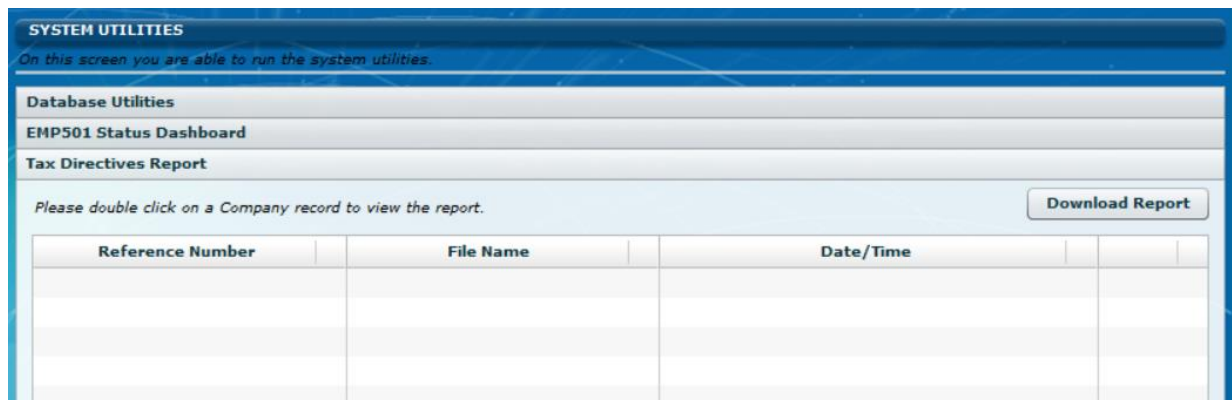 SYSTEM UTILITIES
On this screen you are able to run the system utilities.
Database Utilities
EMP501 Status Dashboard
Tax Directives Report
Please double click on a Company record to view the report.
Download Report
Reference Number File Name Date/Time